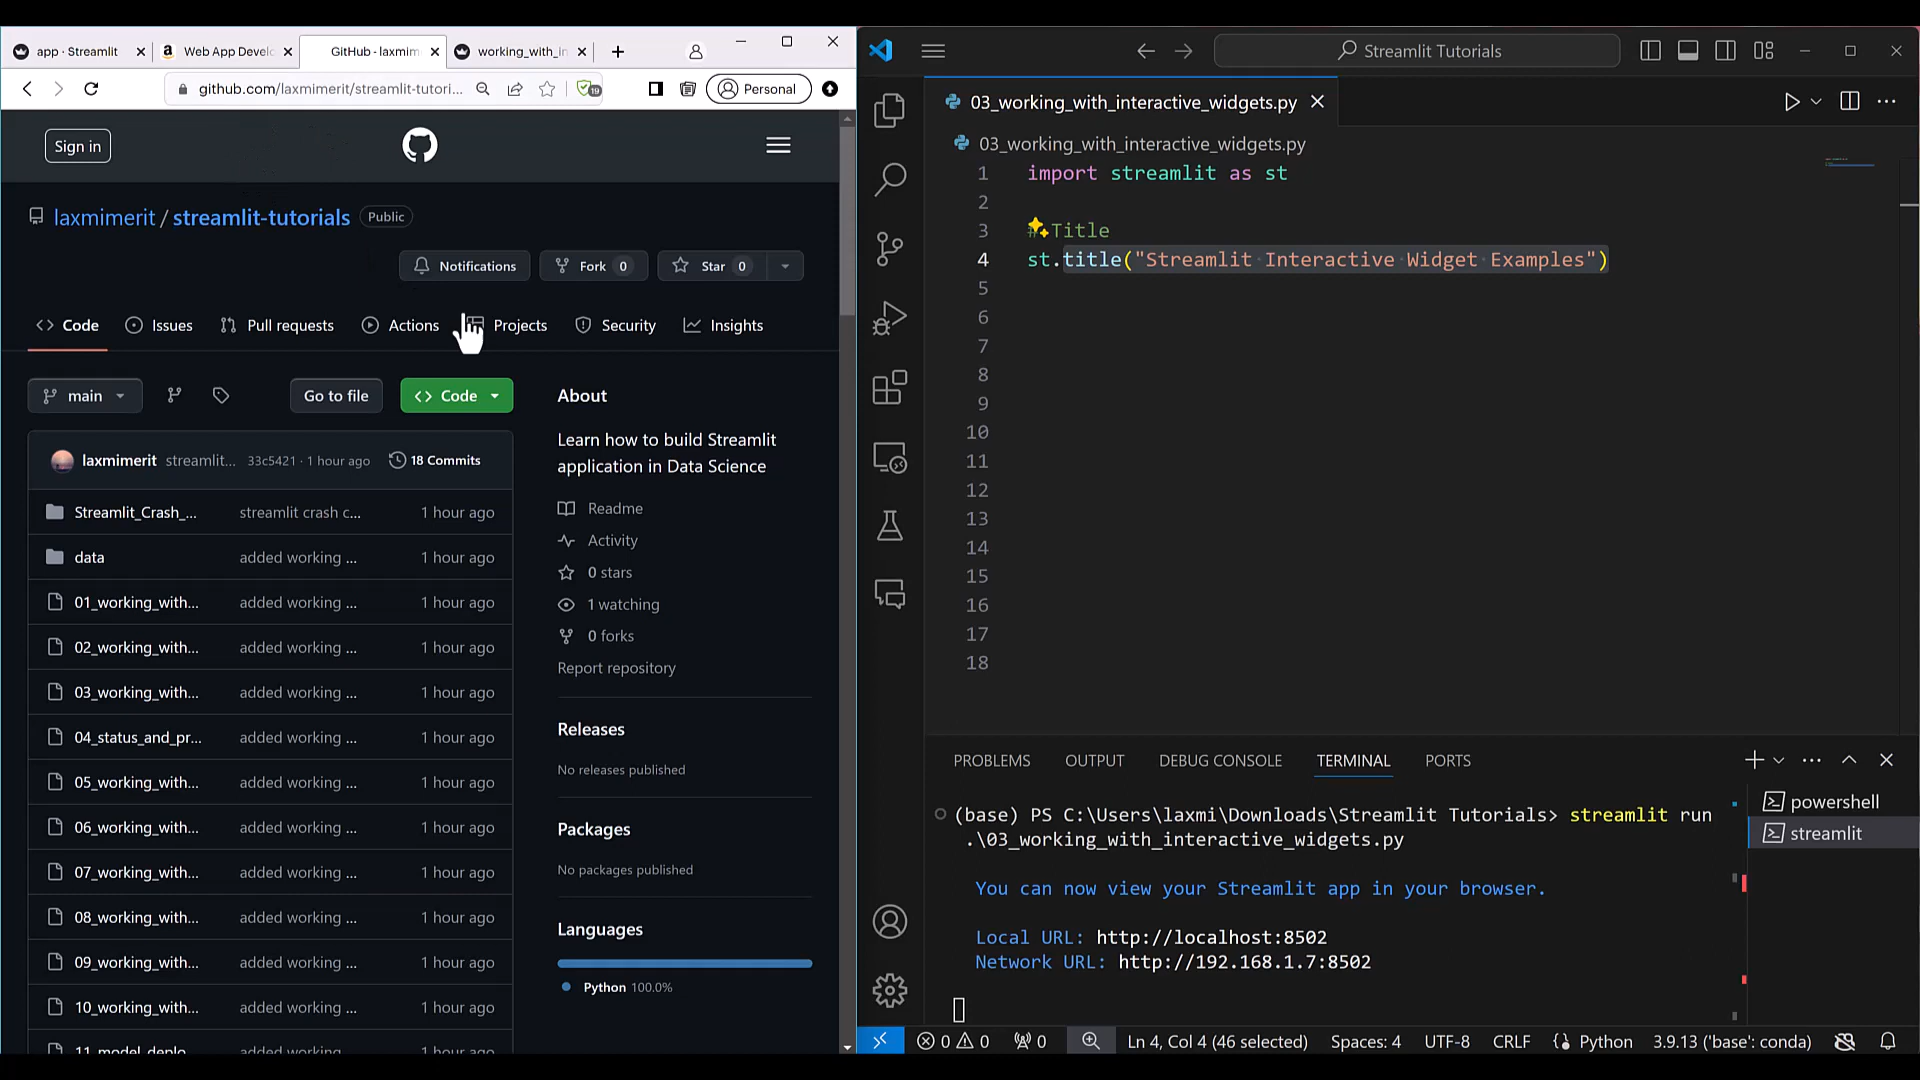 app · Streamlit
Web App Devel
GitHub - laxmim
working_with_in
github.com/laxmimerit/streamlit-tutori...
19
Personal
Sign in
laxmimerit / streamlit-tutorials Public
Notifications
Fork 0
Star 0
Code
Issues
Pull requests
Actions
Projects
Security
Insights
main
Go to file
Code
laxmimerit streamlit... 33c5421 · 1 hour ago 18 Commits
Streamlit_Crash_... streamlit crash c... 1 hour ago
data added working ... 1 hour ago
01_working_with... added working ... 1 hour ago
02_working_with... added working ... 1 hour ago
03_working_with... added working ... 1 hour ago
04_status_and_pr... added working ... 1 hour ago
05_working_with... added working ... 1 hour ago
06_working_with... added working ... 1 hour ago
07_working_with... added working ... 1 hour ago
08_working_with... added working ... 1 hour ago
09_working_with... added working ... 1 hour ago
10_working_with... added working ... 1 hour ago
11_model_deplo added working ... 1 hour ago
About
Learn how to build Streamlit
application in Data Science
Readme
Activity
0 stars
1 watching
0 forks
Report repository
Releases
No releases published
Packages
No packages published
Languages
Python 100.0%
Streamlit Tutorials
03_working_with_interactive_widgets.py
03_working_with_interactive_widgets.py
1 import streamlit as st
2
3 # Title
4 st.title("Streamlit Interactive Widget Examples")
5
6
7
8
9
10
11
12
13
14
15
16
17
18
PROBLEMS OUTPUT DEBUG CONSOLE TERMINAL PORTS
(base) PS C:\Users\laxmi\Downloads\Streamlit Tutorials> streamlit run
.\03_working_with_interactive_widgets.py
You can now view your Streamlit app in your browser.
Local URL: http://localhost:8502
Network URL: http://192.168.1.7:8502
powershell
streamlit
0 0 0 Ln 4, Col 4 (46 selected) Spaces: 4 UTF-8 CRLF Python 3.9.13 ('base': conda)